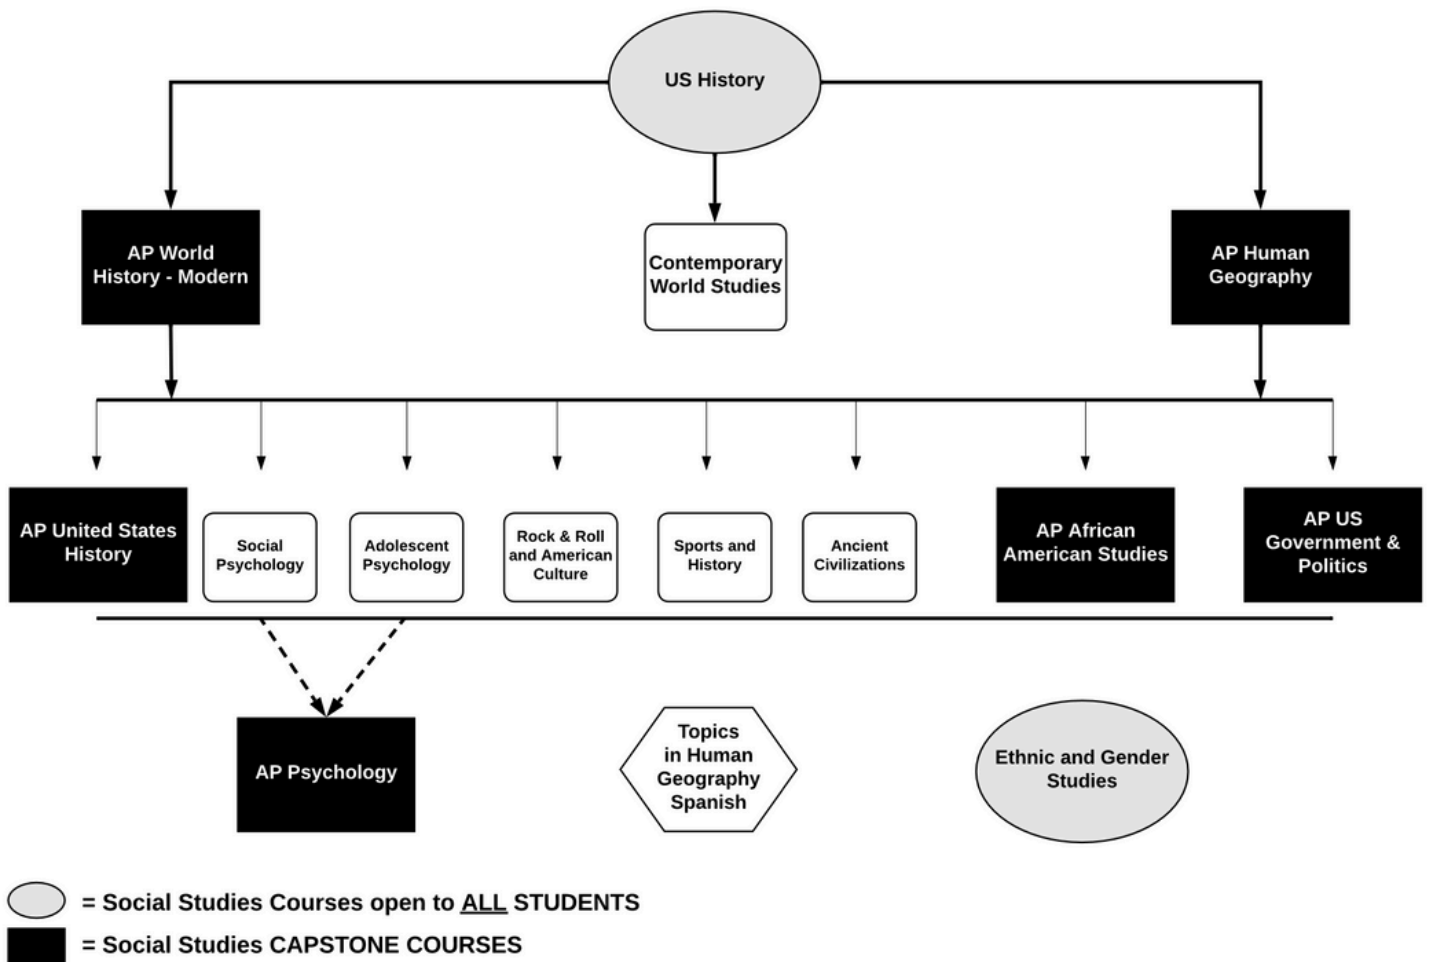 US History
AP World
History - Modern
Contemporary
World Studies
AP Human
Geography
AP United States
History
Social
Psychology
Adolescent
Psychology
Rock & Roll
and American
Culture
Sports and
History
Ancient
Civilizations
AP African
American Studies
AP US
Government &
Politics
AP Psychology
Topics
in Human
Geography
Spanish
Ethnic and Gender
Studies
= Social Studies Courses open to ALL STUDENTS
= Social Studies CAPSTONE COURSES